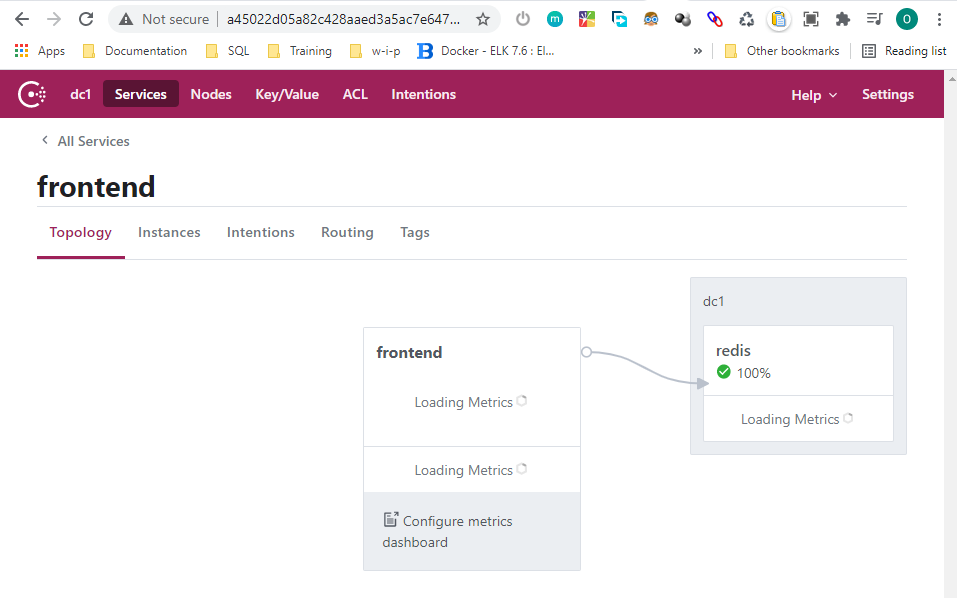 Not secure a45022d05a82c428aaed3a5ac7e647...
Apps Documentation SQL Training w-i-p B Docker - ELK 7.6 : El... » Other bookmarks Reading list
dc1 Services Nodes Key/Value ACL Intentions Help Settings
All Services
frontend
Topology Instances Intentions Routing Tags
dc1
frontend
redis
100%
Loading Metrics
Loading Metrics
Loading Metrics
Configure metrics
dashboard